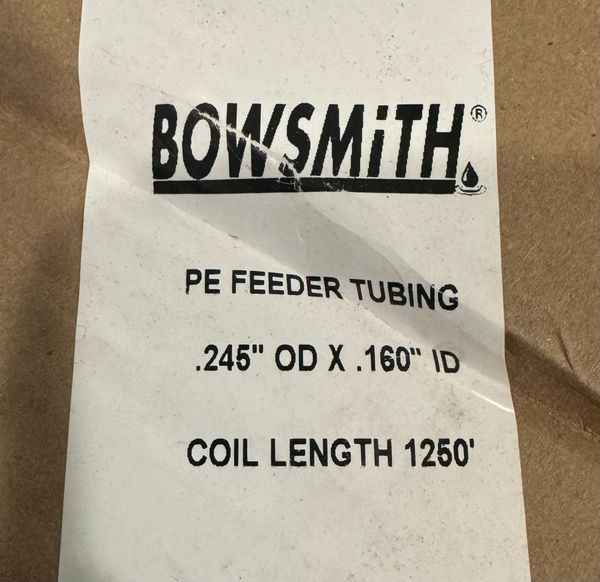 BOWSMiTH®
PE FEEDER TUBING
.245" OD X .160" ID
COIL LENGTH 1250'